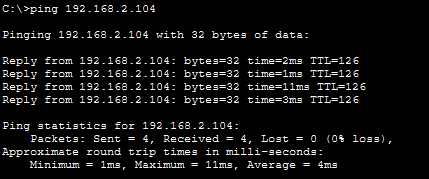 C:\>ping 192.168.2.104
Pinging 192.168.2.104 with 32 bytes of data:
Reply from 192.168.2.104: bytes=32 time=2ms TTL=126
Reply from 192.168.2.104: bytes=32 time=1ms TTL=126
Reply from 192.168.2.104: bytes=32 time=11ms TTL=126
Reply from 192.168.2.104: bytes=32 time=3ms TTL=126
Ping statistics for 192.168.2.104:
    Packets: Sent = 4, Received = 4, Lost = 0 (0% loss),
Approximate round trip times in milli-seconds:
    Minimum = 1ms, Maximum = 11ms, Average = 4ms